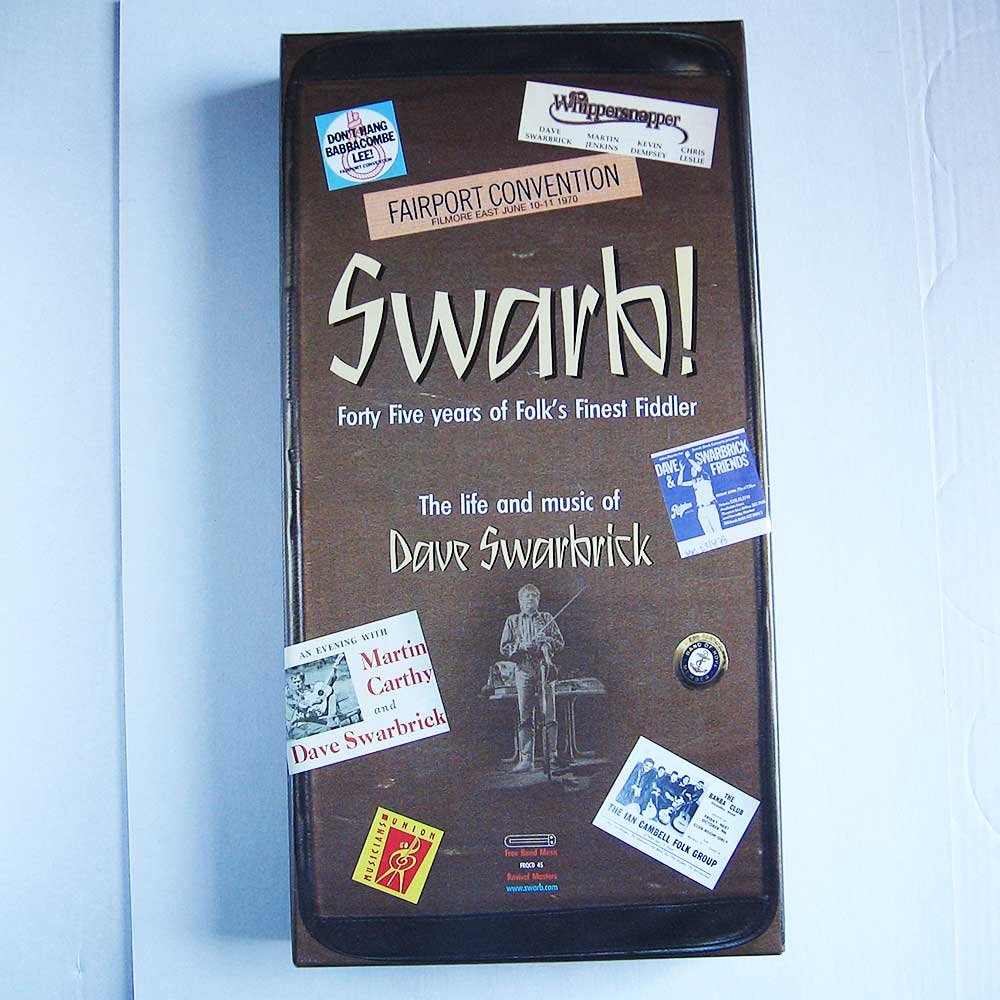 DON'T HANG
BABBACOMBE
LEE!
FAIRPORT CONVENTION
Whippersnapper
DAVE SWARBRICK
MARTIN JENKINS
KEVIN DEMPSEY
CHRIS LESLIE
FAIRPORT CONVENTION
FILMORE EAST JUNE 10-11 1970
Swarb!
Forty Five years of Folk's Finest Fiddler
DAVE SWARBRICK
& FRIENDS
The life and music of
Dave Swarbrick
AN EVENING WITH
Martin
Carthy
and
Dave Swarbrick
THE
BANBA CLUB
THE IAN CAMBELL FOLK GROUP
MUSICIANS UNION
Free Reed Music
FRQCD 45
Revival Masters
www.swarb.com